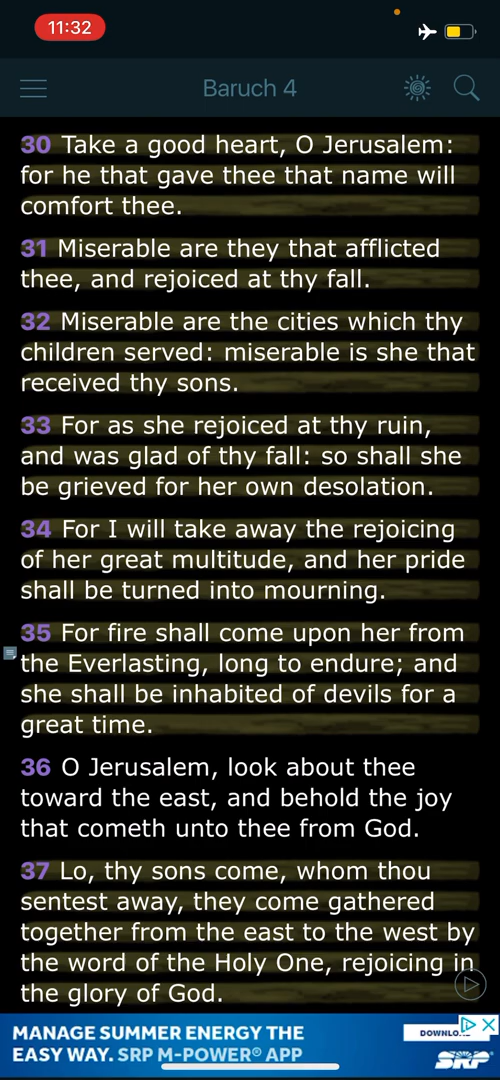 11:32
Baruch 4
30 Take a good heart, O Jerusalem:
for he that gave thee that name will
comfort thee.
31 Miserable are they that afflicted
thee, and rejoiced at thy fall.
32 Miserable are the cities which thy
children served: miserable is she that
received thy sons.
33 For as she rejoiced at thy ruin,
and was glad of thy fall: so shall she
be grieved for her own desolation.
34 For I will take away the rejoicing
of her great multitude, and her pride
shall be turned into mourning.
35 For fire shall come upon her from
the Everlasting, long to endure; and
she shall be inhabited of devils for a
great time.
36 O Jerusalem, look about thee
toward the east, and behold the joy
that cometh unto thee from God.
37 Lo, thy sons come, whom thou
sentest away, they come gathered
together from the east to the west by
the word of the Holy One, rejoicing in
the glory of God.
MANAGE SUMMER ENERGY THE
EASY WAY. SRP M-POWER® APP
SRP